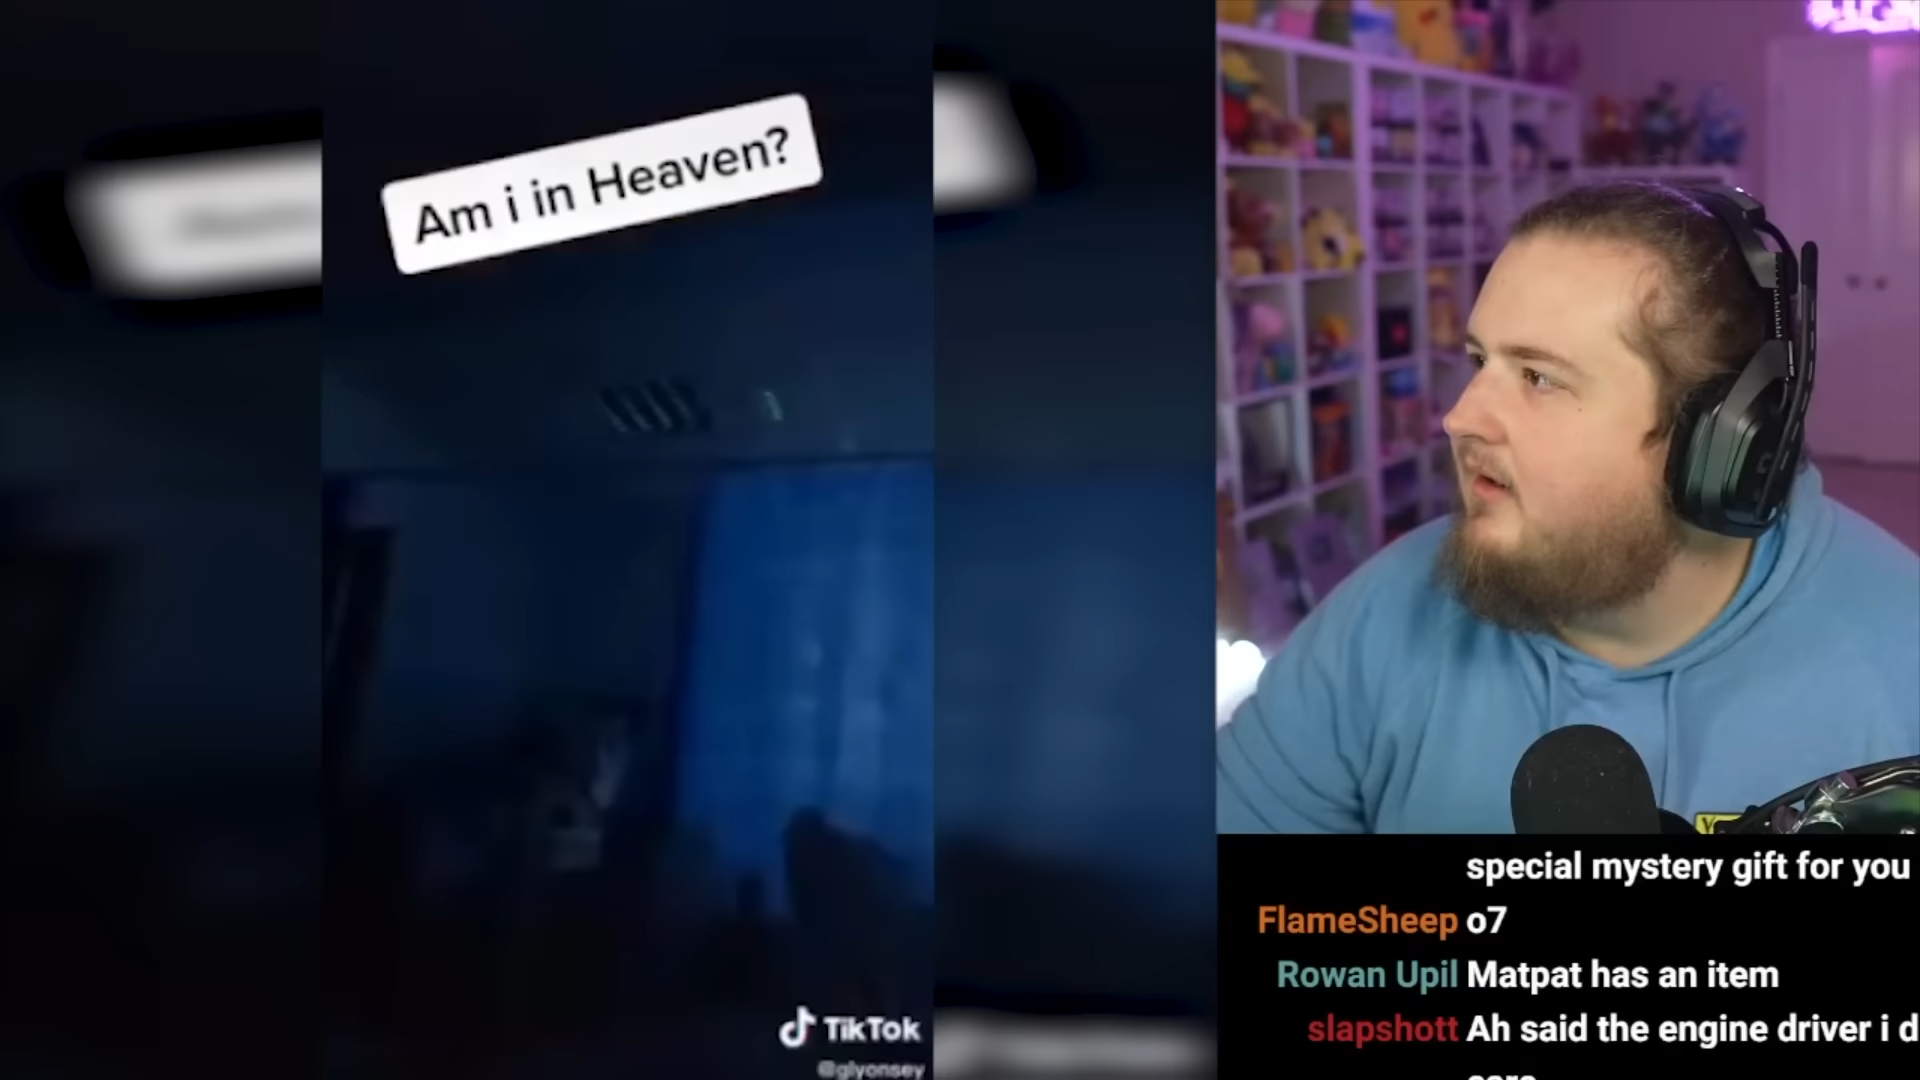 Am i in Heaven?
TikTok
@glyonsey
special mystery gift for you
FlameSheep o7
Rowan Upil Matpat has an item
slapshott Ah said the engine driver i d